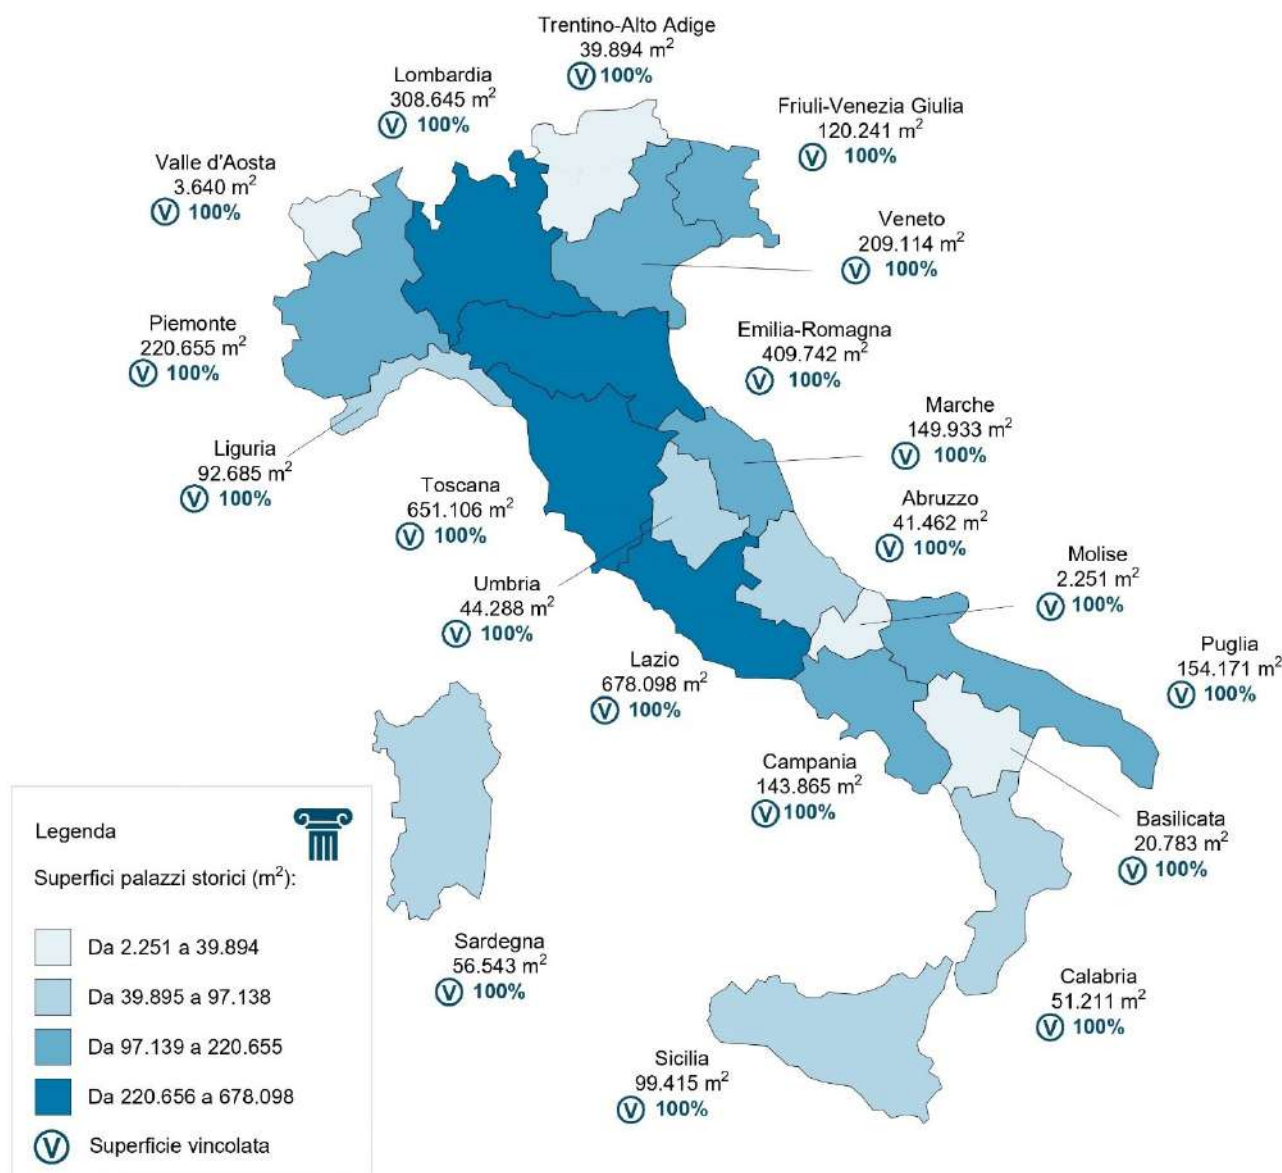 Trentino-Alto Adige
39.894 m²
V 100%
Lombardia
308.645 m²
V 100%
Friuli-Venezia Giulia
120.241 m²
V 100%
Valle d'Aosta
3.640 m²
V 100%
Veneto
209.114 m²
V 100%
Piemonte
220.655 m²
V 100%
Emilia-Romagna
409.742 m²
V 100%
Marche
149.933 m²
V 100%
Liguria
92.685 m²
V 100%
Toscana
651.106 m²
V 100%
Abruzzo
41.462 m²
V 100%
Molise
2.251 m²
V 100%
Umbria
44.288 m²
V 100%
Puglia
154.171 m²
V 100%
Lazio
678.098 m²
V 100%
Campania
143.865 m²
V 100%
Basilicata
20.783 m²
V 100%
Sardegna
56.543 m²
V 100%
Calabria
51.211 m²
V 100%
Sicilia
99.415 m²
V 100%
Legenda
Superfici palazzi storici (m²):
Da 2.251 a 39.894
Da 39.895 a 97.138
Da 97.139 a 220.655
Da 220.656 a 678.098
V Superficie vincolata